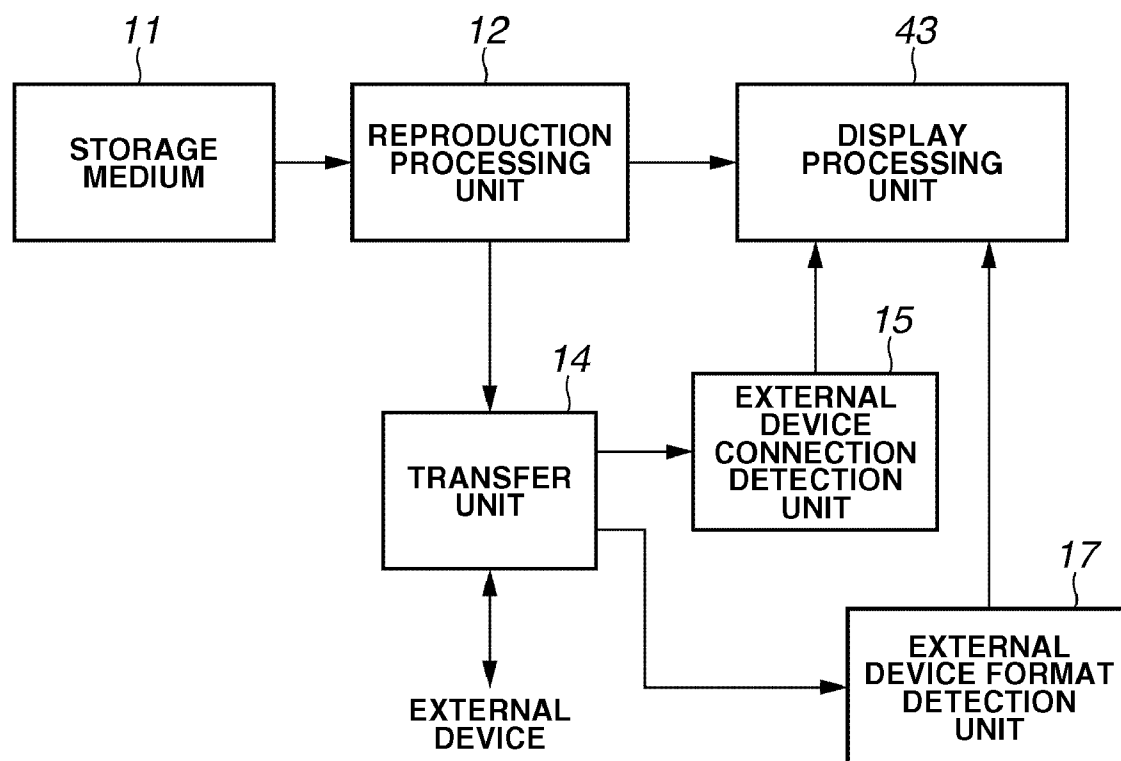 11
STORAGE
MEDIUM
12
REPRODUCTION
PROCESSING
UNIT
43
DISPLAY
PROCESSING
UNIT
14
TRANSFER
UNIT
15
EXTERNAL
DEVICE
CONNECTION
DETECTION
UNIT
17
EXTERNAL
DEVICE FORMAT
DETECTION
UNIT
EXTERNAL
DEVICE